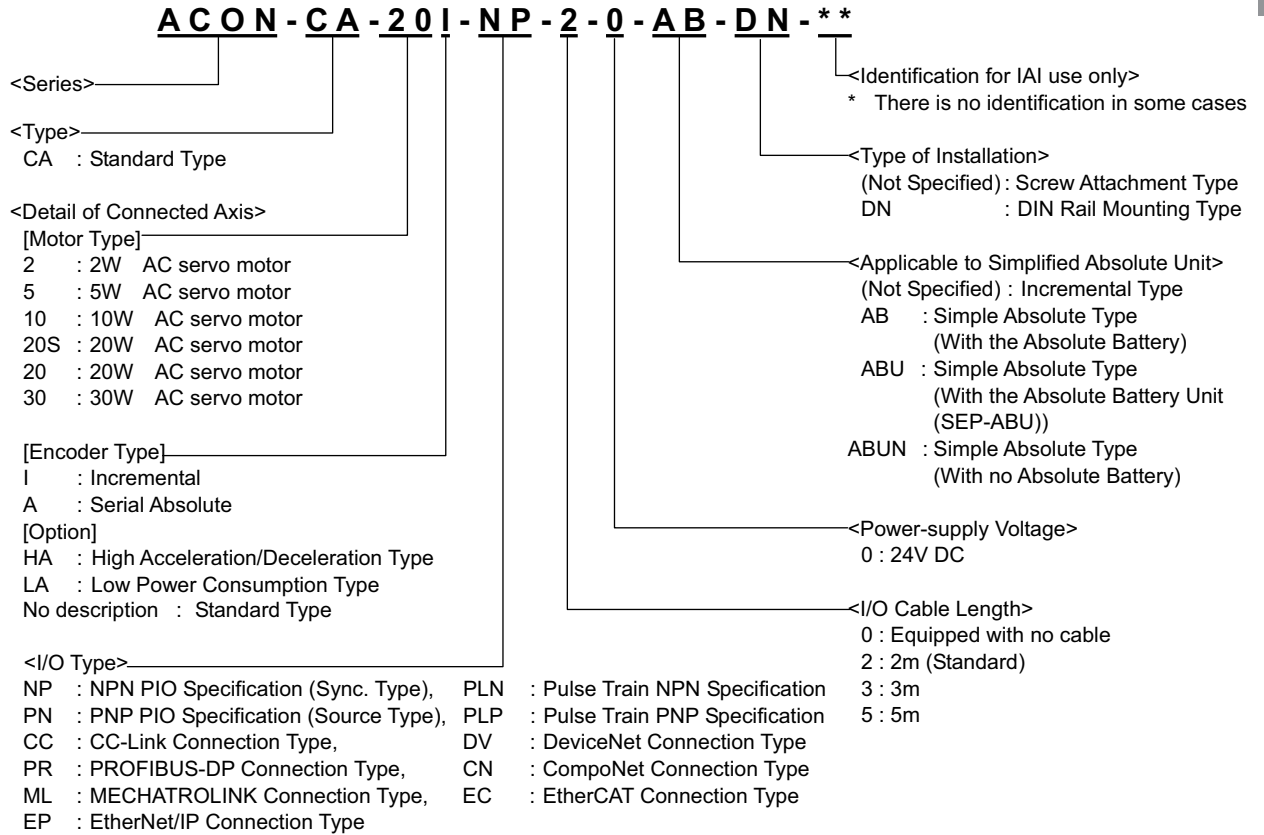 ACON-CA-20I-NP-2-0-AB-DN-**
<Series>
<Type>
CA : Standard Type
<Detail of Connected Axis>
[Motor Type]
2 : 2W AC servo motor
5 : 5W AC servo motor
10 : 10W AC servo motor
20S : 20W AC servo motor
20 : 20W AC servo motor
30 : 30W AC servo motor
[Encoder Type]
I : Incremental
A : Serial Absolute
[Option]
HA : High Acceleration/Deceleration Type
LA : Low Power Consumption Type
No description : Standard Type
<I/O Type>
NP : NPN PIO Specification (Sync. Type), PLN : Pulse Train NPN Specification
PN : PNP PIO Specification (Source Type), PLP : Pulse Train PNP Specification
CC : CC-Link Connection Type, DV : DeviceNet Connection Type
PR : PROFIBUS-DP Connection Type, CN : CompoNet Connection Type
ML : MECHATROLINK Connection Type, EC : EtherCAT Connection Type
EP : EtherNet/IP Connection Type
<Identification for IAI use only>
* There is no identification in some cases
<Type of Installation>
(Not Specified) : Screw Attachment Type
DN : DIN Rail Mounting Type
<Applicable to Simplified Absolute Unit>
(Not Specified) : Incremental Type
AB : Simple Absolute Type
(With the Absolute Battery)
ABU : Simple Absolute Type
(With the Absolute Battery Unit
(SEP-ABU))
ABUN : Simple Absolute Type
(With no Absolute Battery)
<Power-supply Voltage>
0 : 24V DC
<I/O Cable Length>
0 : Equipped with no cable
2 : 2m (Standard)
3 : 3m
5 : 5m